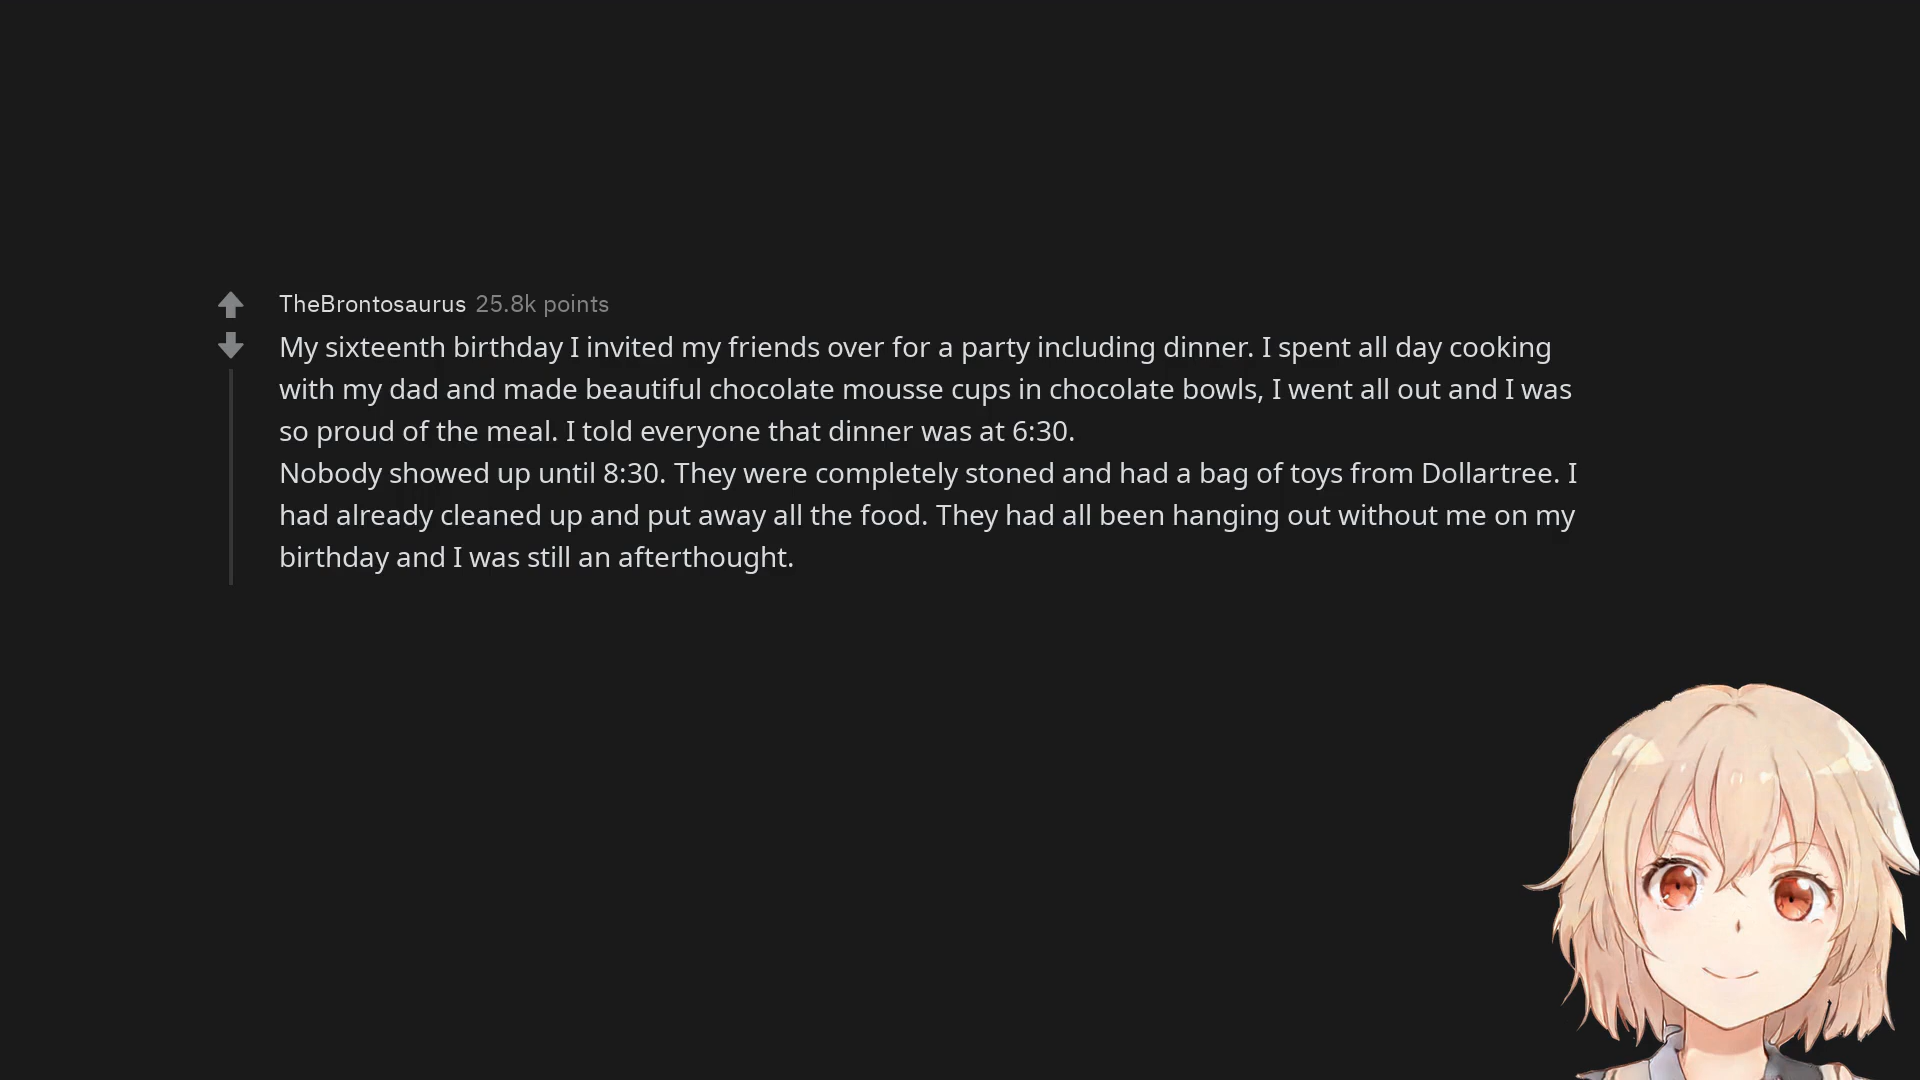 TheBrontosaurus 25.8k points
My sixteenth birthday I invited my friends over for a party including dinner. I spent all day cooking
with my dad and made beautiful chocolate mousse cups in chocolate bowls, I went all out and I was
so proud of the meal. I told everyone that dinner was at 6:30.
Nobody showed up until 8:30. They were completely stoned and had a bag of toys from Dollartree. I
had already cleaned up and put away all the food. They had all been hanging out without me on my
birthday and I was still an afterthought.